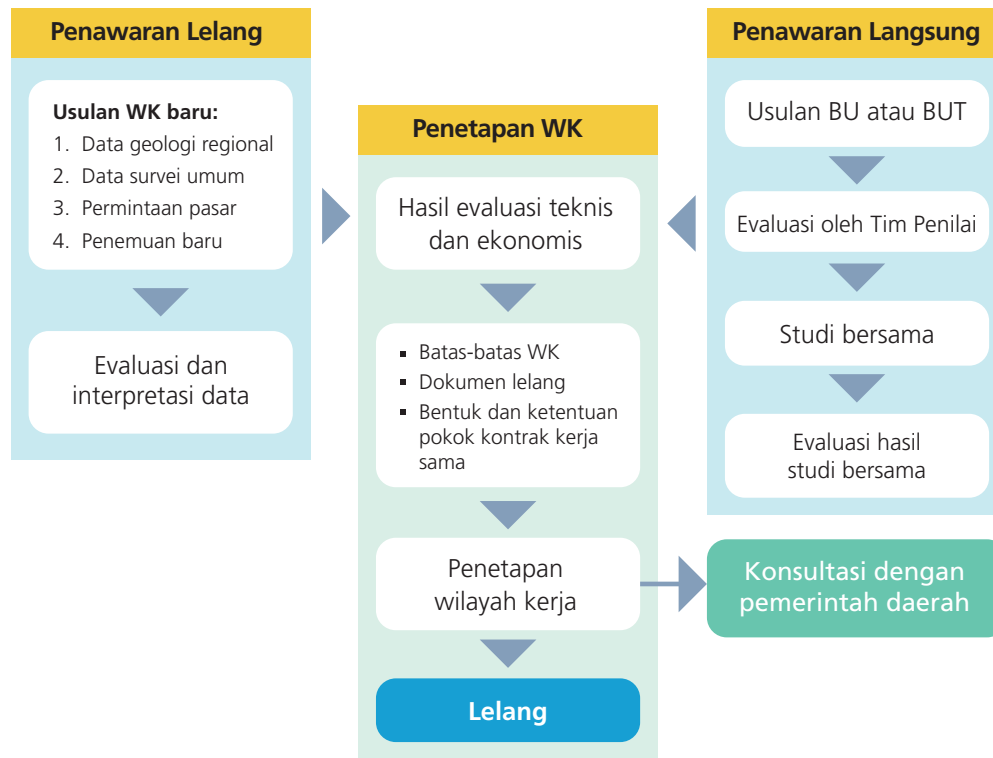 Penawaran Lelang
Usulan WK baru:
1. Data geologi regional
2. Data survei umum
3. Permintaan pasar
4. Penemuan baru
Evaluasi dan
interpretasi data
Penetapan WK
Hasil evaluasi teknis
dan ekonomis
▪ Batas-batas WK
▪ Dokumen lelang
▪ Bentuk dan ketentuan
pokok kontrak kerja
sama
Penetapan
wilayah kerja
Lelang
Penawaran Langsung
Usulan BU atau BUT
Evaluasi oleh Tim Penilai
Studi bersama
Evaluasi hasil
studi bersama
Konsultasi dengan
pemerintah daerah